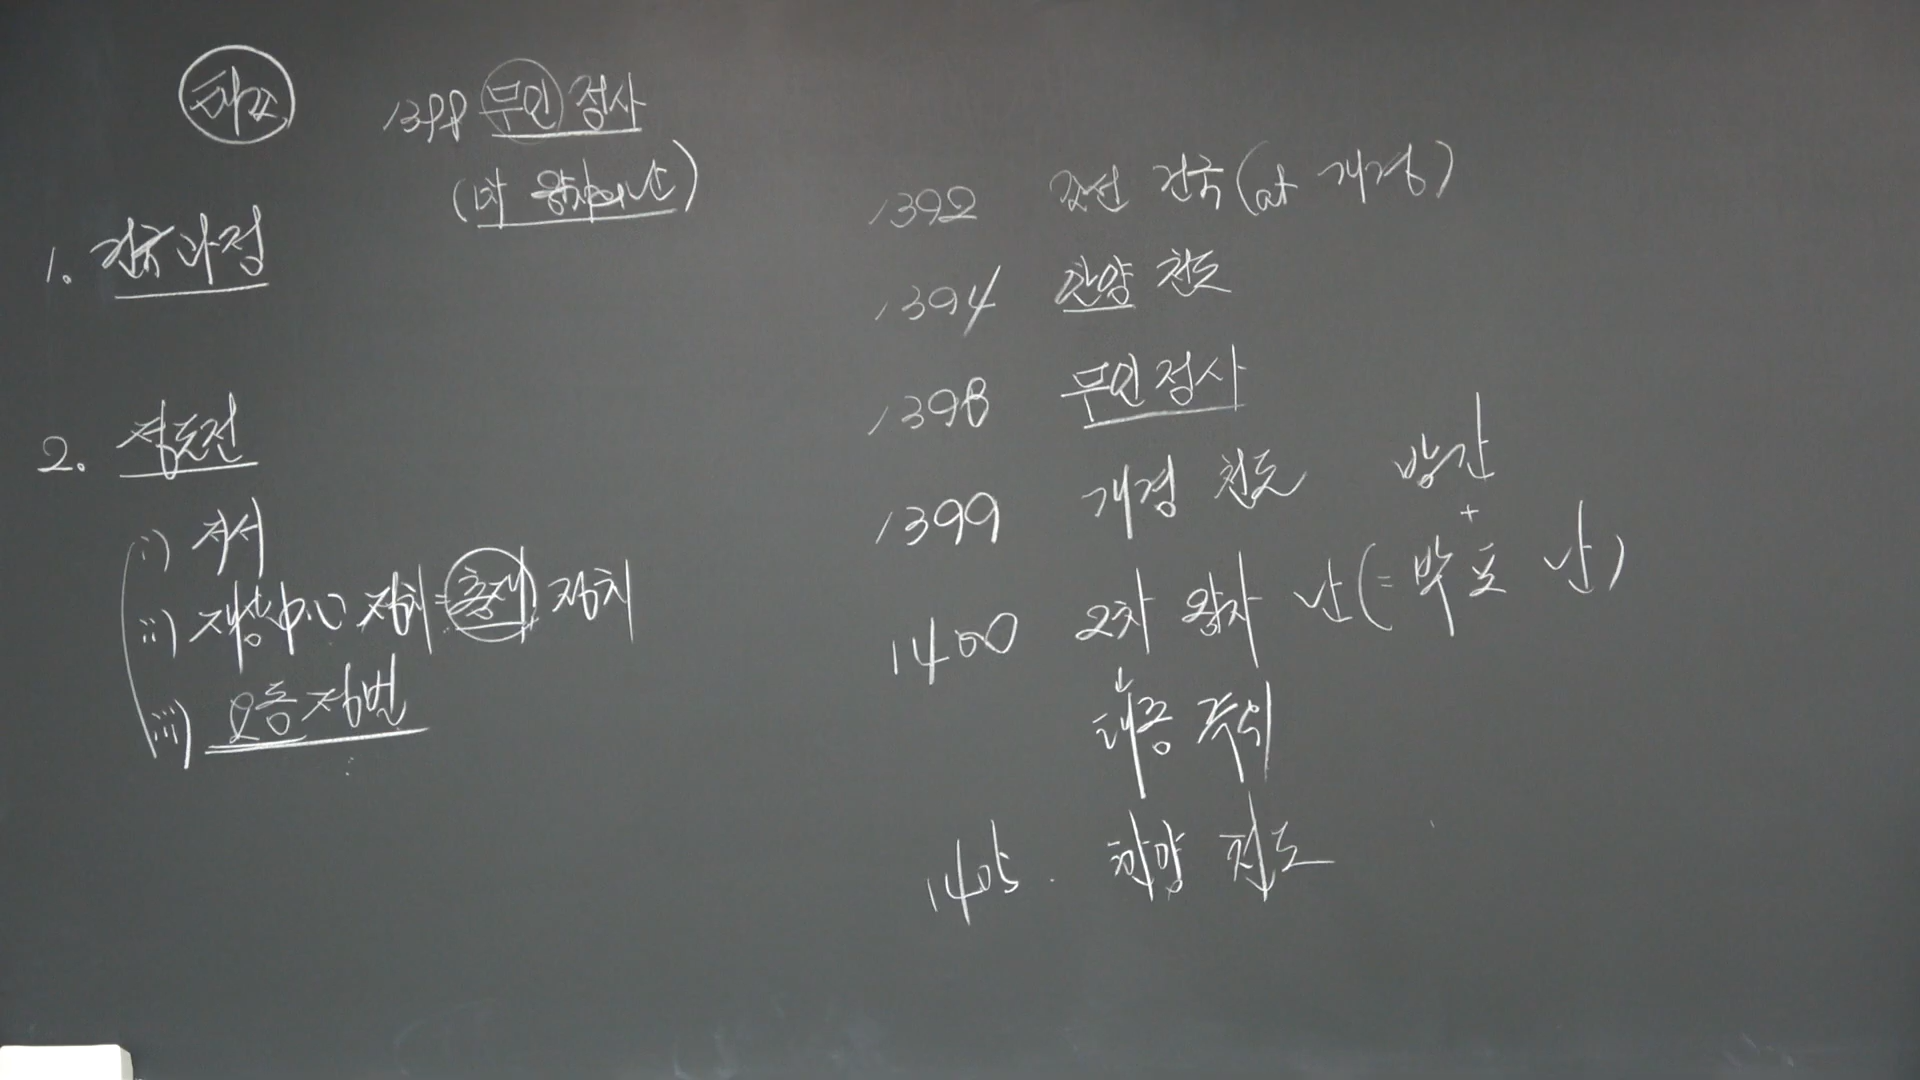 태조
1398 무인정사
(1차 왕자의 난)
1. 건국과정
2. 정도전
i) 저서
ii) 재상中心 정치 = 총재 정치
iii) 요동정벌
1392 조선 건국 (at 개경)
1394 한양 천도
1398 무인정사
1399 개경 천도
방간
+
1400 2차 왕자 난 (= 박포 난)
↓
태종 즉위
1405. 한양 천도